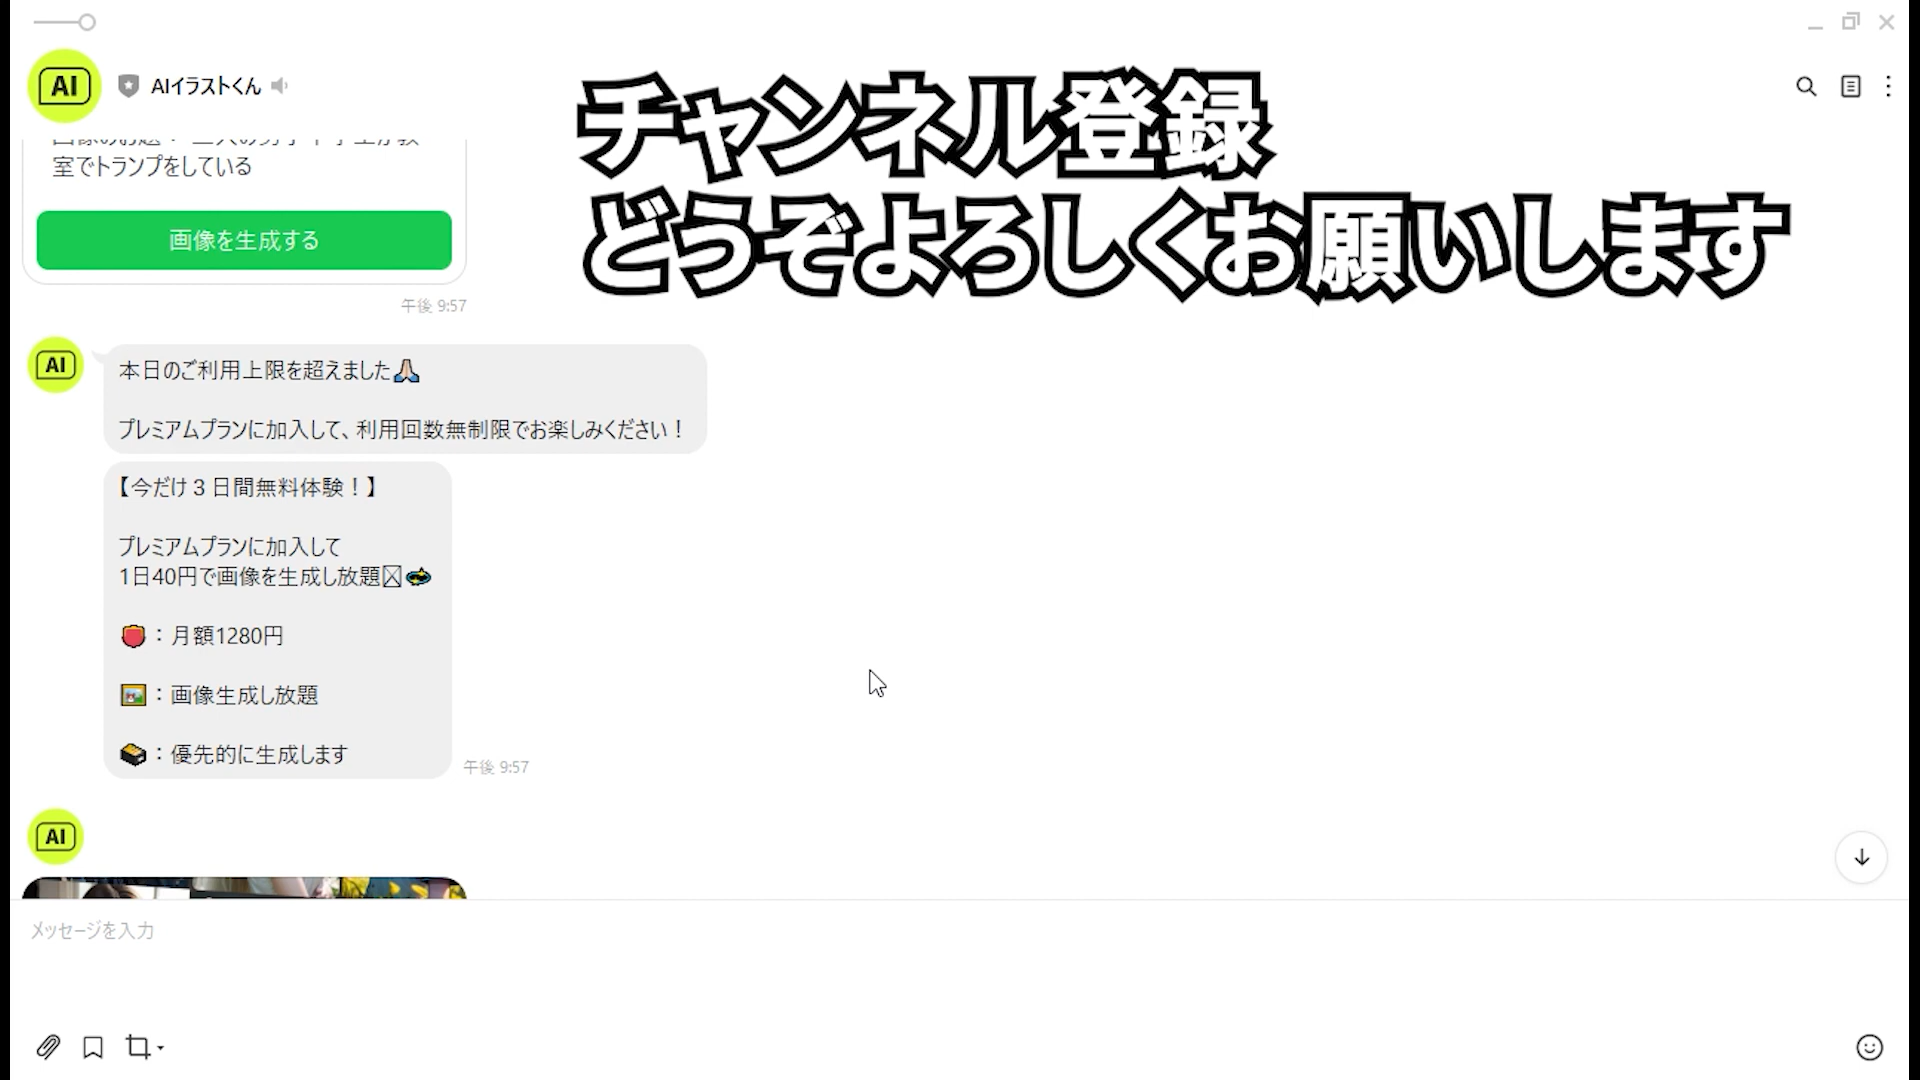 AI
AIイラストくん
チャンネル登録
どうぞよろしくお願いします
室でトランプをしている
画像を生成する
午後 9:57
AI
本日のご利用上限を超えました🙏
プレミアムプランに加入して、利用回数無制限でお楽しみください！
【今だけ３日間無料体験！】
プレミアムプランに加入して
1日40円で画像を生成し放題
：月額1280円
：画像生成し放題
：優先的に生成します
午後 9:57
AI
メッセージを入力